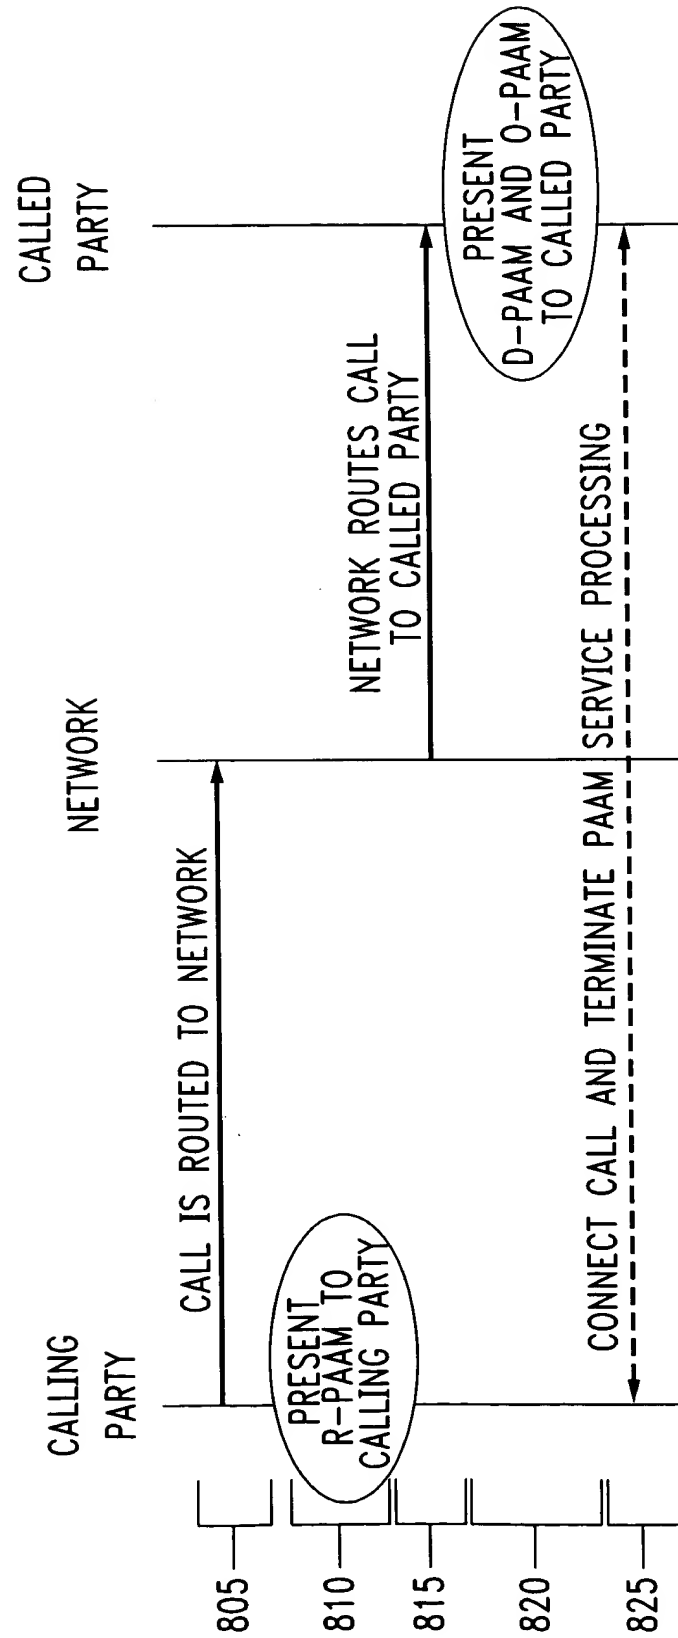 CALLING
PARTY
NETWORK
CALLED
PARTY
805
CALL IS ROUTED TO NETWORK
810
PRESENT
R-PAAM TO
CALLING PARTY
815
NETWORK ROUTES CALL
TO CALLED PARTY
820
PRESENT
D-PAAM AND O-PAAM
TO CALLED PARTY
825
CONNECT CALL AND TERMINATE PAAM SERVICE PROCESSING